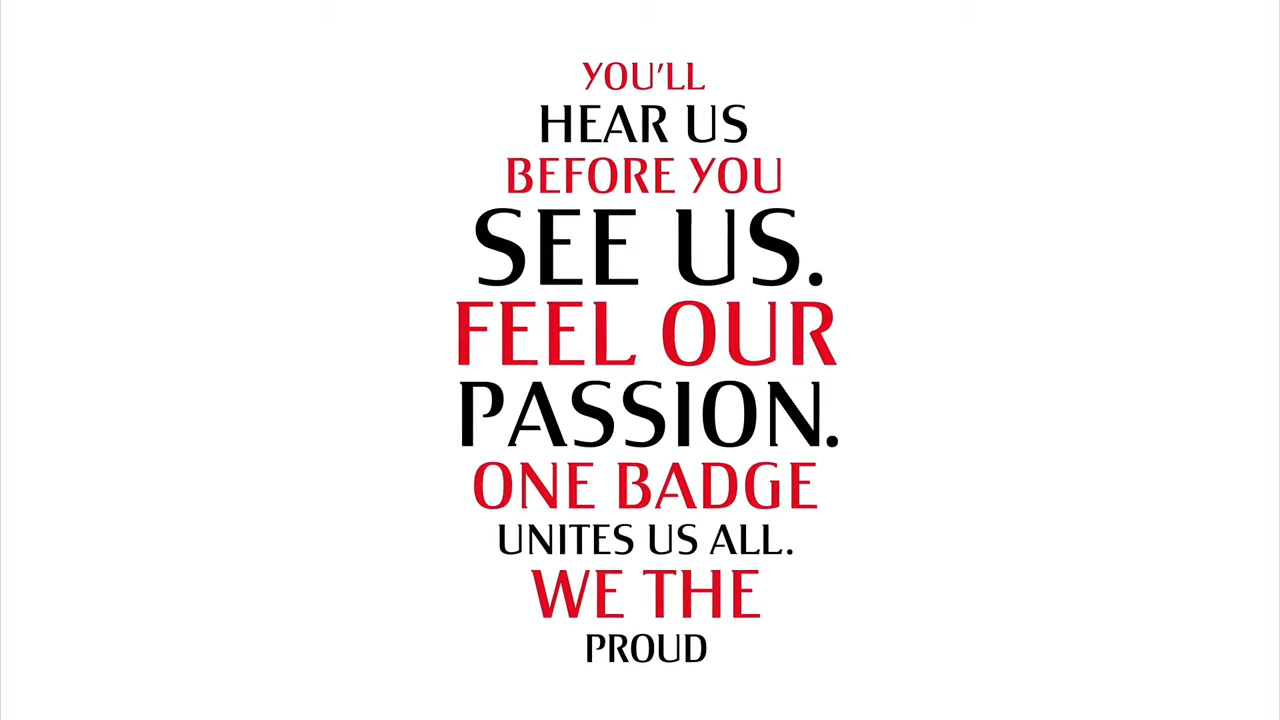 YOU'LL
HEAR US
BEFORE YOU
SEE US.
FEEL OUR
PASSION.
ONE BADGE
UNITES US ALL.
WE THE
PROUD